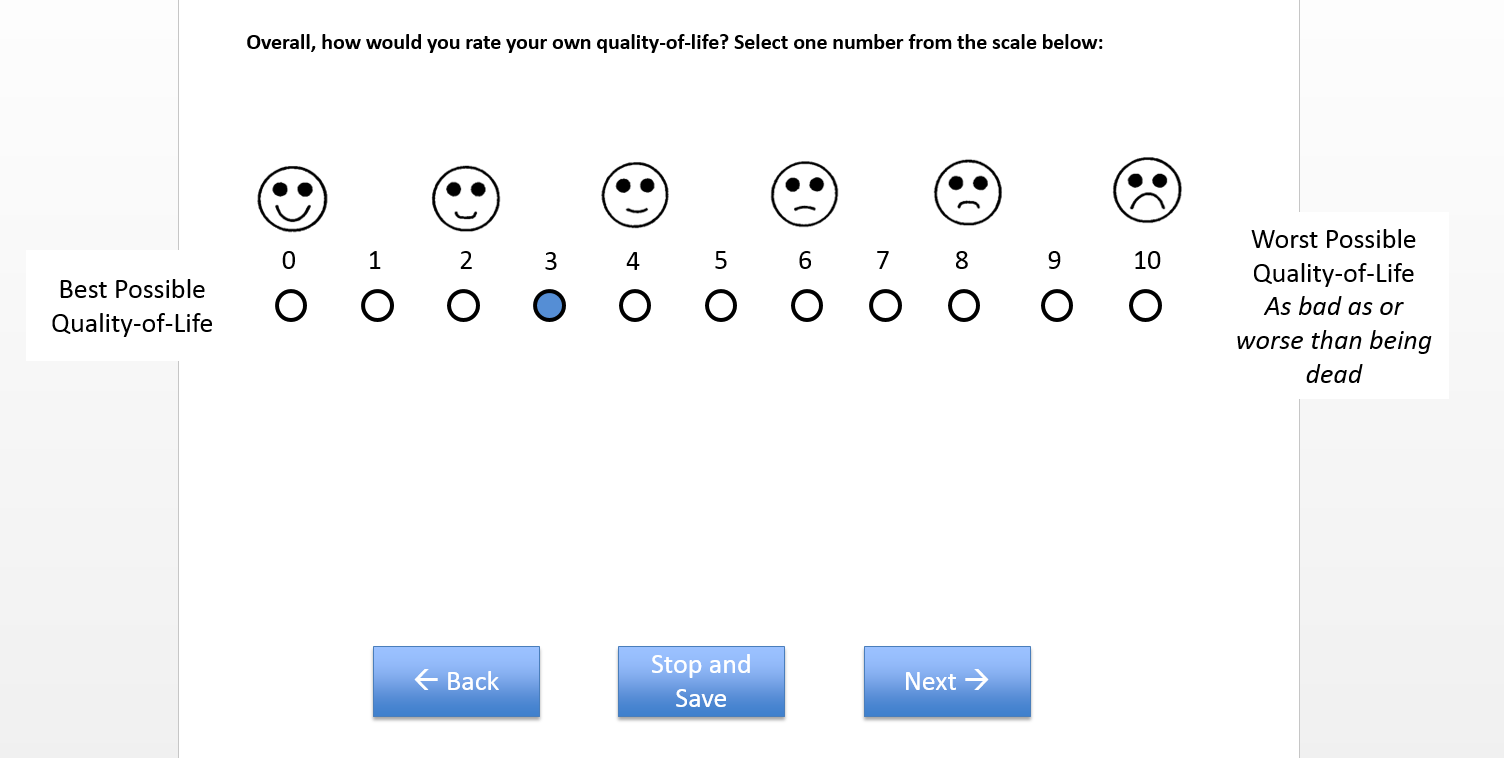 Overall, how would you rate your own quality-of-life? Select one number from the scale below:
0 1 2 3 4 5 6 7 8 9 10
Best Possible
Quality-of-Life
Worst Possible
Quality-of-Life
As bad as or
worse than being
dead
← Back
Stop and
Save
Next →